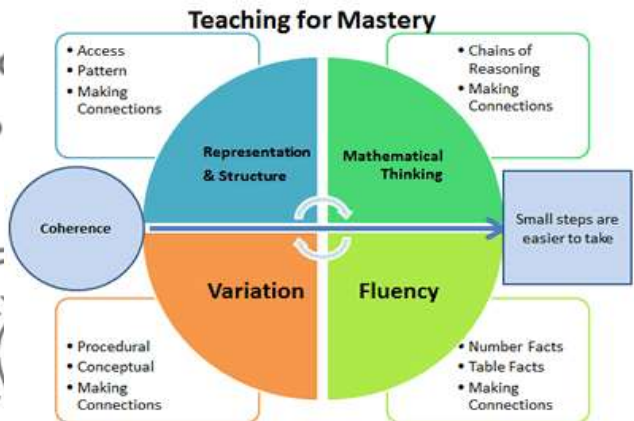 Teaching for Mastery
• Access
• Pattern
• Making
Connections
• Chains of
Reasoning
• Making
Connections
Representation
& Structure
Mathematical
Thinking
Coherence
Small steps are
easier to take
Variation
Fluency
• Procedural
• Conceptual
• Making
Connections
• Number Facts
• Table Facts
• Making
Connections